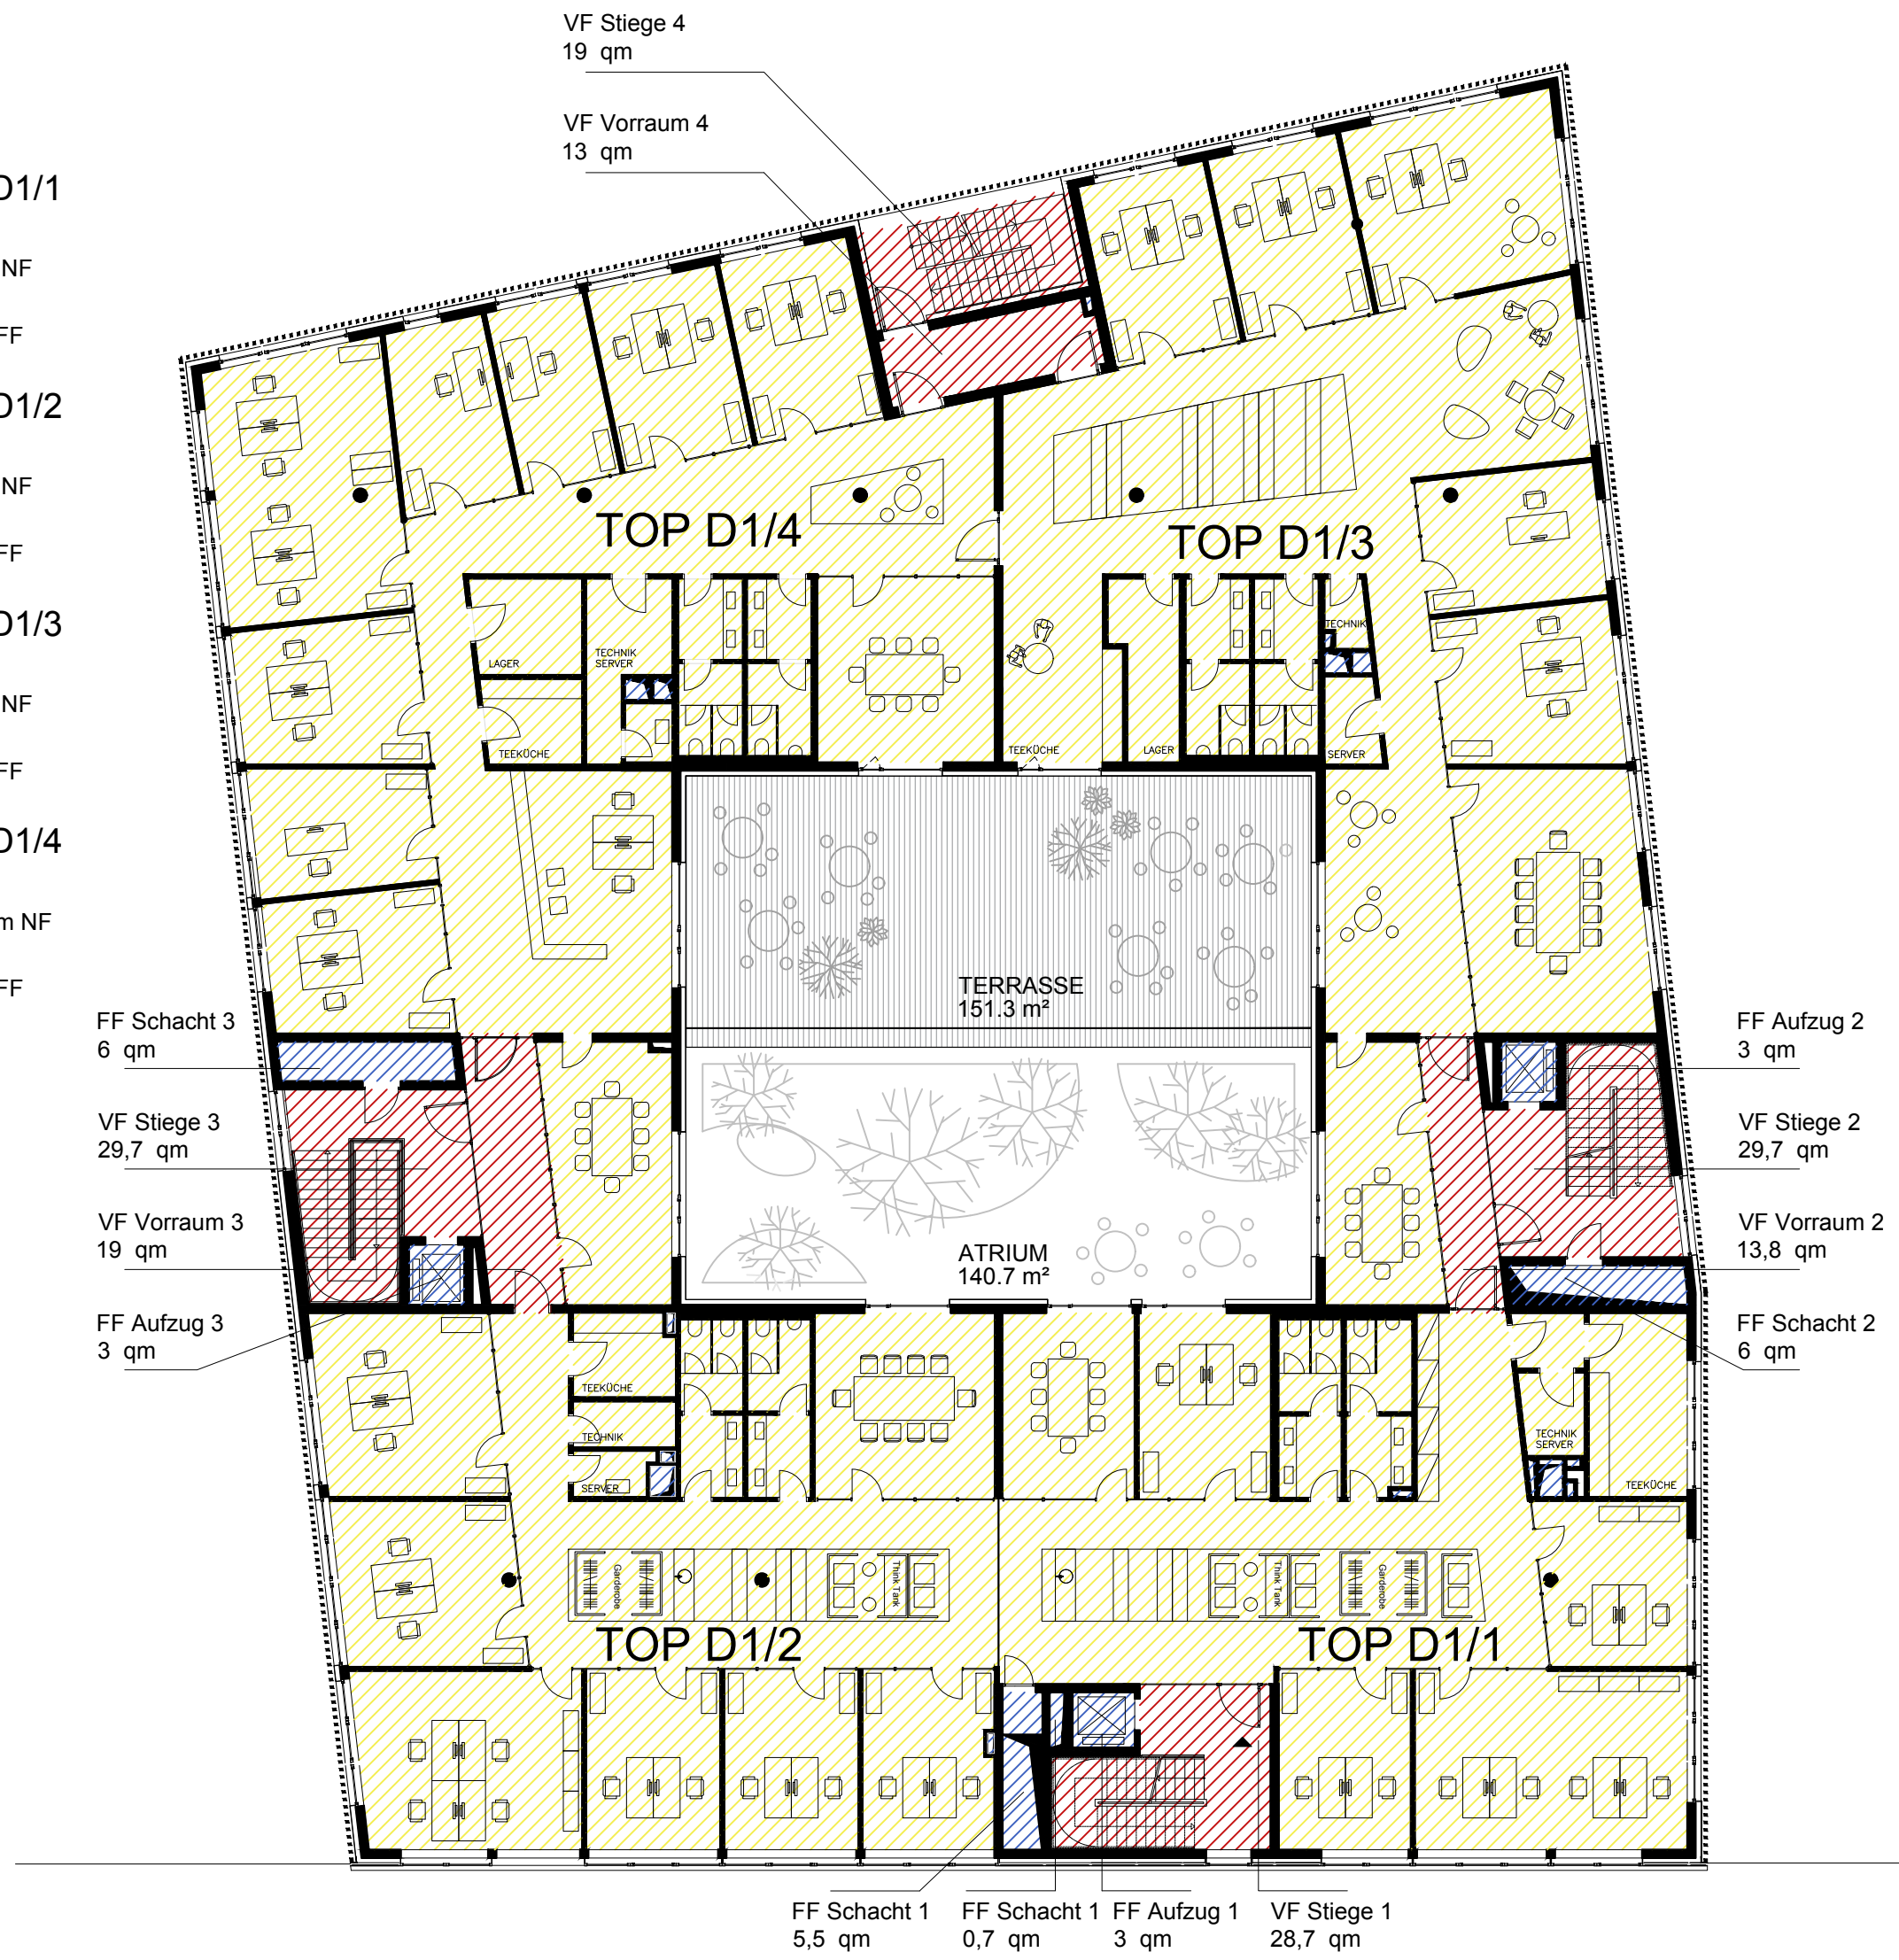 VF Stiege 4
19 qm
VF Vorraum 4
13 qm
D1/1
NF
FF
D1/2
NF
FF
D1/3
NF
FF
D1/4
m NF
FF
TOP D1/4
TOP D1/3
LAGER
TECHNIK
SERVER
TEEKÜCHE
TEEKÜCHE
LAGER
TECHNIK
SERVER
TERRASSE
151.3 m²
ATRIUM
140.7 m²
FF Schacht 3
6 qm
VF Stiege 3
29,7 qm
VF Vorraum 3
19 qm
FF Aufzug 3
3 qm
FF Aufzug 2
3 qm
VF Stiege 2
29,7 qm
VF Vorraum 2
13,8 qm
FF Schacht 2
6 qm
TEEKÜCHE
TECHNIK
SERVER
TECHNIK
SERVER
TEEKÜCHE
Garderobe
Think Tank
Think Tank
Garderobe
TOP D1/2
TOP D1/1
FF Schacht 1
5,5 qm
FF Schacht 1
0,7 qm
FF Aufzug 1
3 qm
VF Stiege 1
28,7 qm